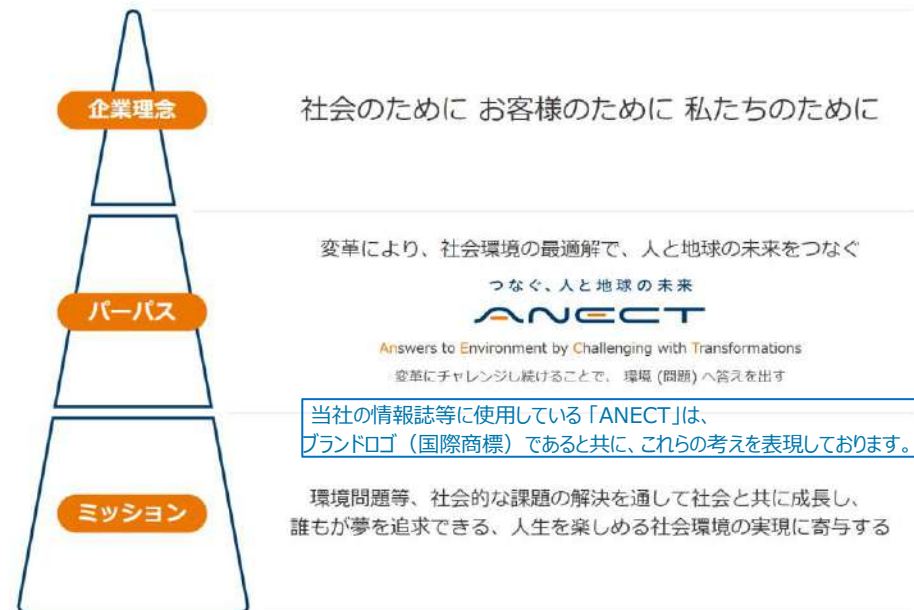 企業理念
社会のために お客様のために 私たちのために
パーパス
変革により、社会環境の最適解で、人と地球の未来をつなぐ
つなぐ、人と地球の未来
ANECT
Answers to Environment by Challenging with Transformations
変革にチャレンジし続けることで、 環境 (問題) へ答えを出す
当社の情報誌等に使用している「ANECT」は、
ブランドロゴ（国際商標）であると共に、これらの考えを表現しております。
ミッション
環境問題等、社会的な課題の解決を通して社会と共に成長し、
誰もが夢を追求できる、人生を楽しめる社会環境の実現に寄与する